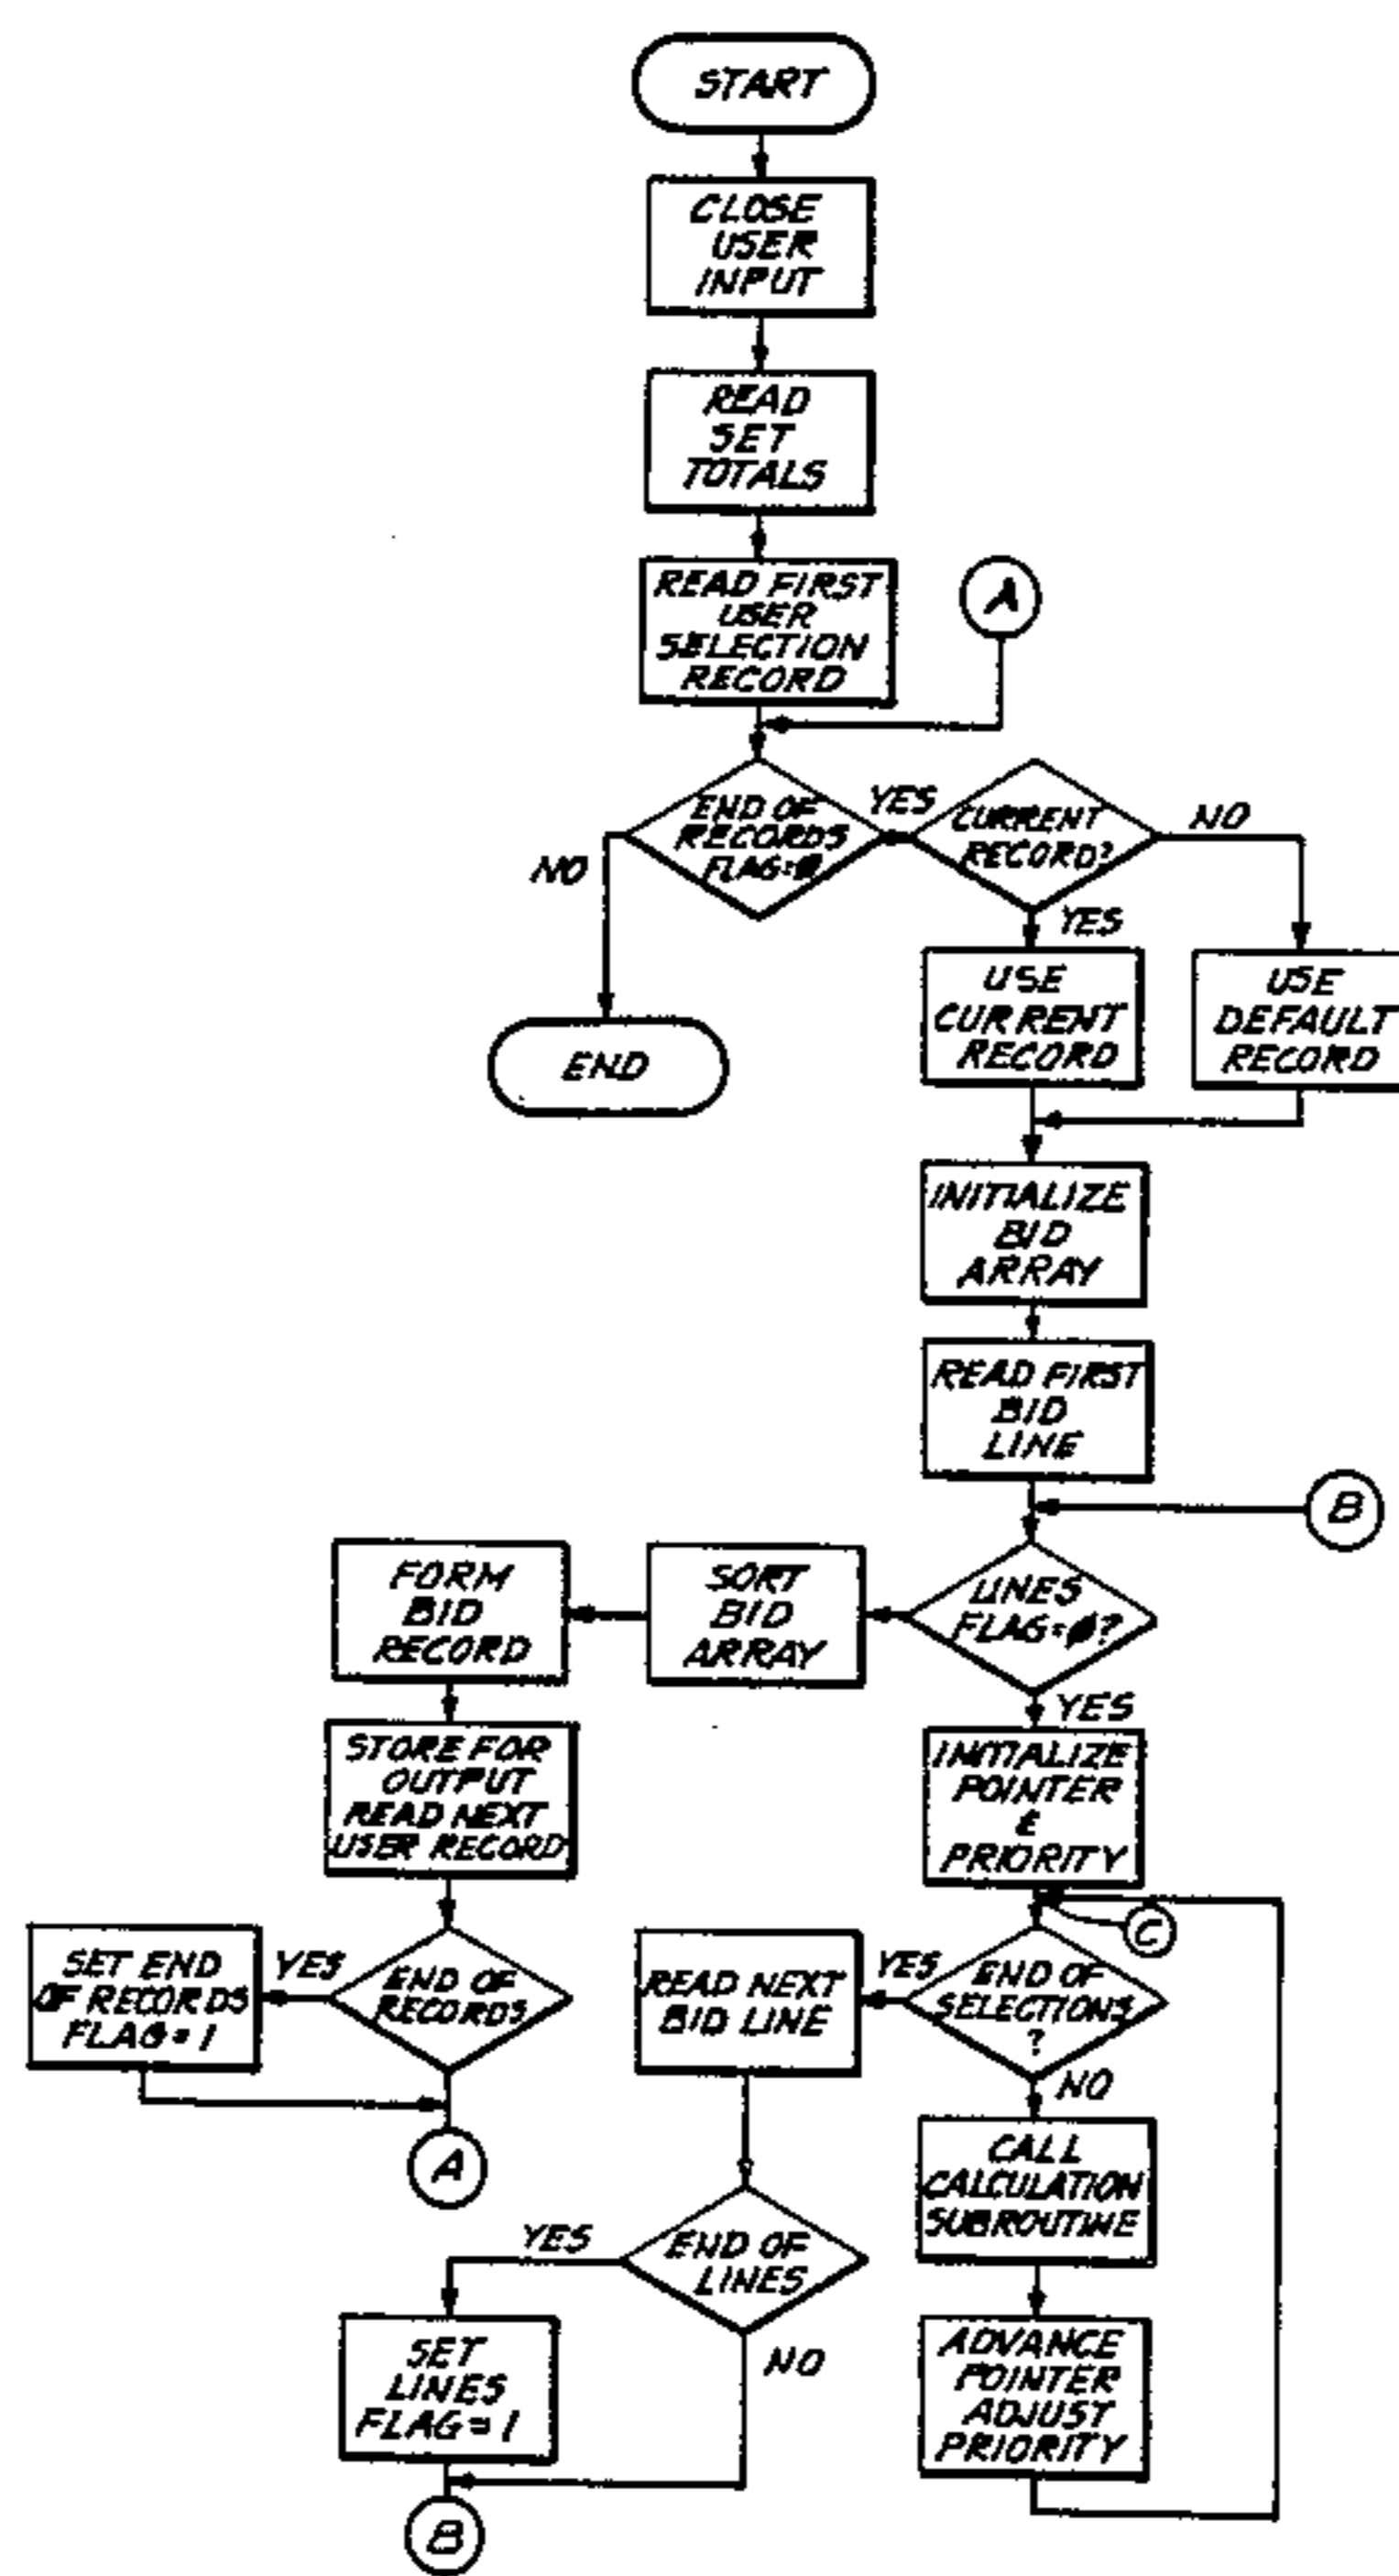 START
CLOSE
USER
INPUT
READ
SET
TOTALS
READ FIRST
USER
SELECTION
RECORD
A
END OF
RECORDS
FLAG=Ø
YES
NO
CURRENT
RECORD?
NO
YES
END
USE
CURRENT
RECORD
USE
DEFAULT
RECORD
INITIALIZE
BID
ARRAY
READ FIRST
BID
LINE
B
LINES
FLAG=Ø?
SORT
BID
ARRAY
FORM
BID
RECORD
YES
STORE FOR
OUTPUT
READ NEXT
USER RECORD
INITIALIZE
POINTER
&
PRIORITY
C
END OF
RECORDS
YES
SET END
OF RECORDS
FLAG=1
A
END OF
SELECTIONS
?
YES
READ NEXT
BID LINE
NO
CALL
CALCULATION
SUBROUTINE
END OF
LINES
YES
NO
SET
LINES
FLAG=1
ADVANCE
POINTER
ADJUST
PRIORITY
B